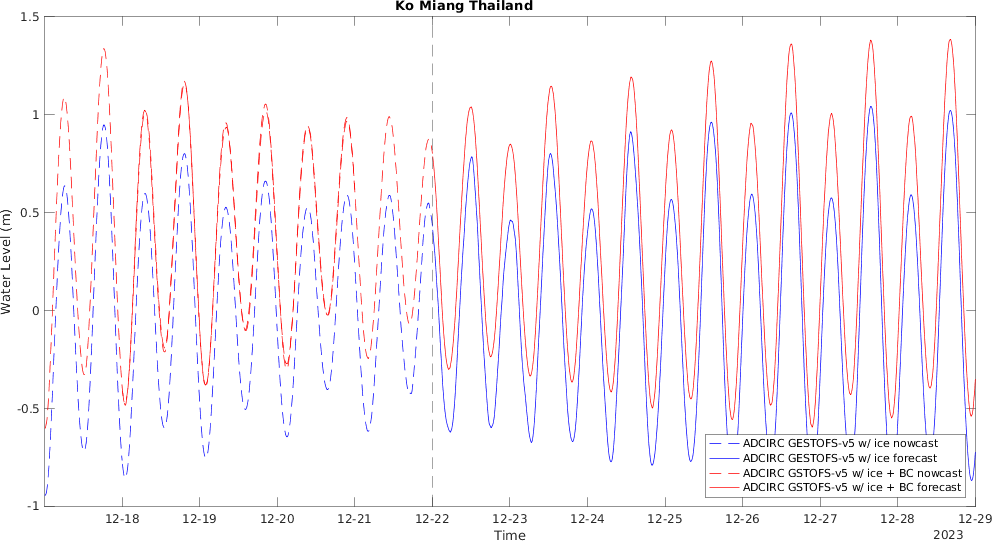 Ko Miang Thailand
1.5
1
0.5
0
-0.5
-1
Water Level (m)
ADCIRC GESTOFS-v5 w/ ice nowcast
ADCIRC GESTOFS-v5 w/ ice forecast
ADCIRC GSTOFS-v5 w/ ice + BC nowcast
ADCIRC GSTOFS-v5 w/ ice + BC forecast
12-18 12-19 12-20 12-21 12-22 12-23 12-24 12-25 12-26 12-27 12-28 12-29
Time
2023